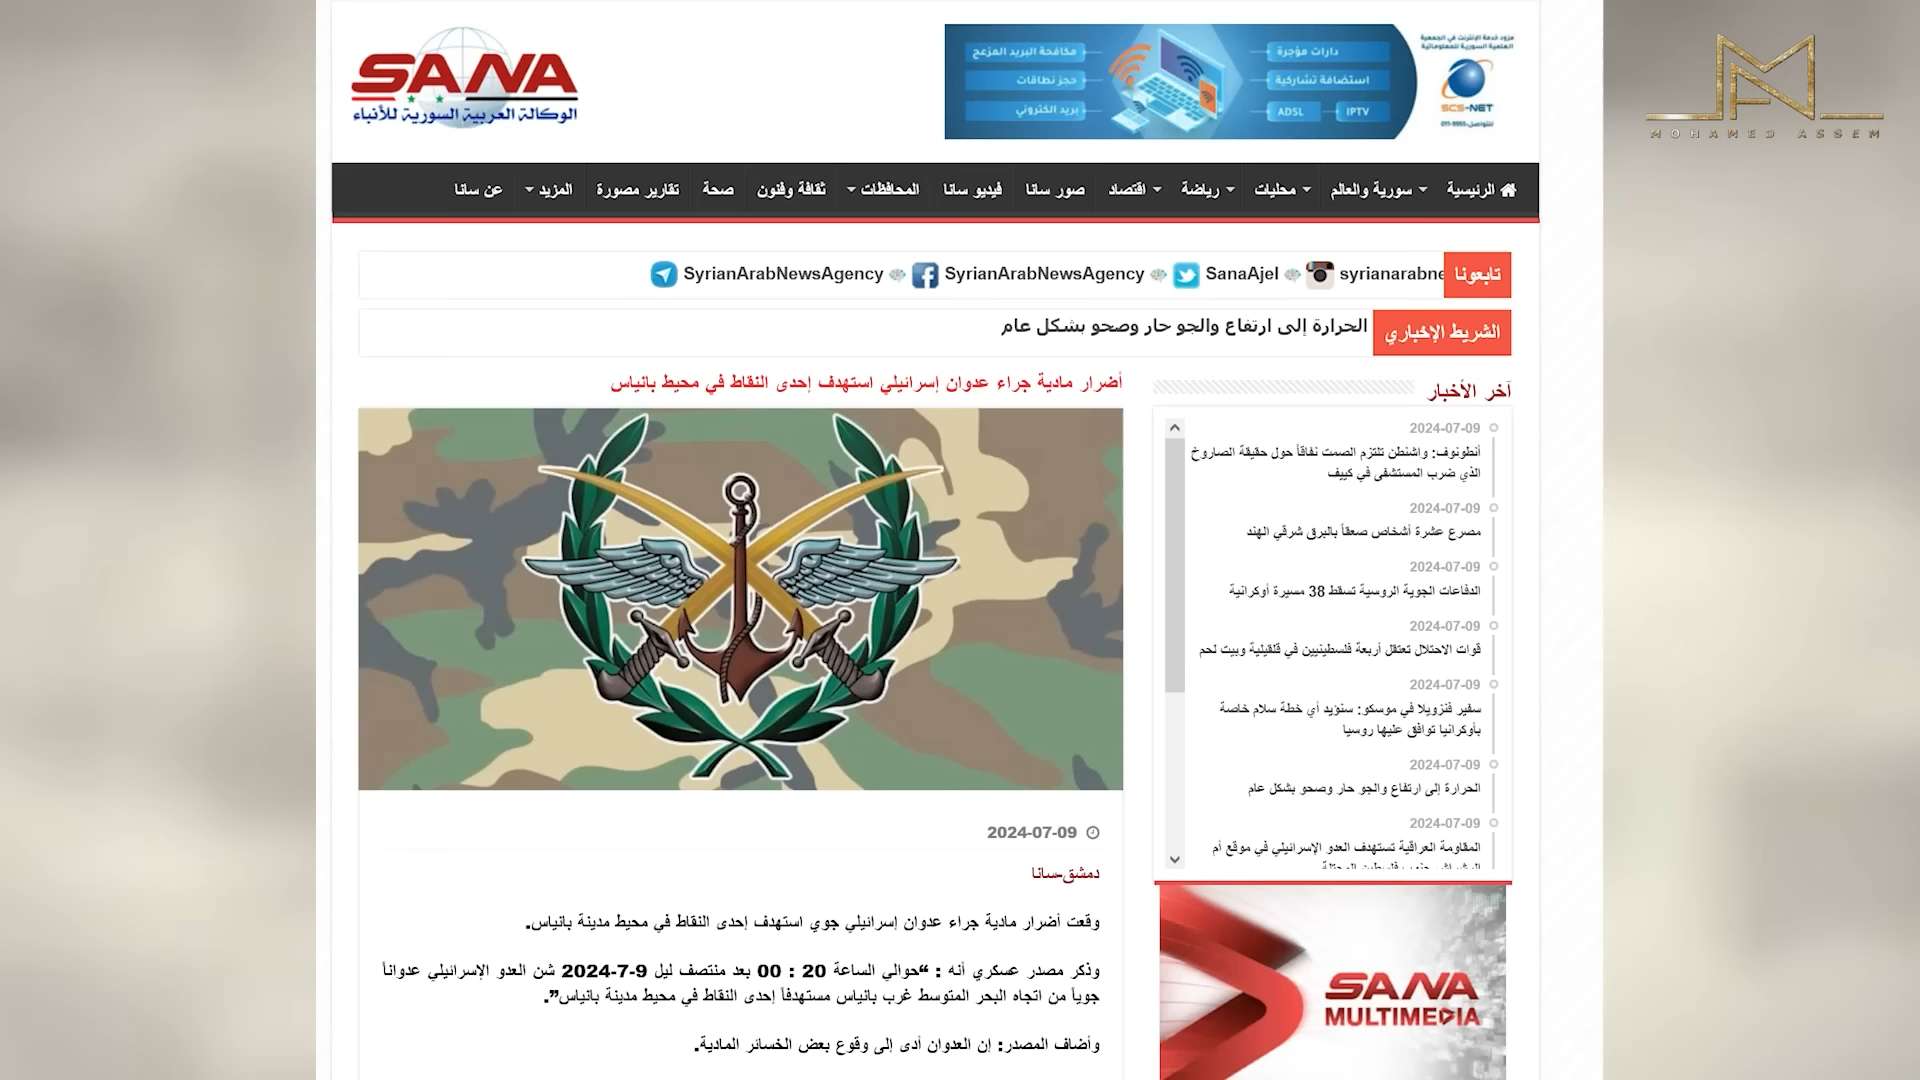 SANA
الوكالة العربية السورية للأنباء
مكافحة البريد المزعج
حجز نطاقات
بريد الكتروني
دارات مؤجرة
استضافة تشاركية
ADSL
IPTV
مزود خدمة الإنترنت في الجمعية
العلمية السورية للمعلوماتية
SCS-NET
MOHAMED ASSEM
الرئيسية
سورية والعالم
محليات
رياضة
اقتصاد
صور سانا
فيديو سانا
المحافظات
ثقافة وفنون
صحة
تقارير مصورة
المزيد
عن سانا
تابعونا
SyrianArabNewsAgency SyrianArabNewsAgency SanaAjel syrianarabne
الشريط الإخباري
الحرارة إلى ارتفاع والجو حار وصحو بشكل عام
أضرار مادية جراء عدوان إسرائيلي استهدف إحدى النقاط في محيط بانياس
2024-07-09
دمشق-سانا
وقعت أضرار مادية جراء عدوان إسرائيلي جوي استهدف إحدى النقاط في محيط مدينة بانياس.
وذكر مصدر عسكري أنه : “حوالي الساعة 20 : 00 بعد منتصف ليل 9-7-2024 شن العدو الإسرائيلي عدواناً
جوياً من اتجاه البحر المتوسط غرب بانياس مستهدفاً إحدى النقاط في محيط مدينة بانياس”.
وأضاف المصدر: إن العدوان أدى إلى وقوع بعض الخسائر المادية.
آخر الأخبار
2024-07-09
أنطونوف: واشنطن تلتزم الصمت نفاقاً حول حقيقة الصاروخ
الذي ضرب المستشفى في كييف
2024-07-09
مصرع عشرة أشخاص صعقاً بالبرق شرقي الهند
2024-07-09
الدفاعات الجوية الروسية تسقط 38 مسيرة أوكرانية
2024-07-09
قوات الاحتلال تعتقل أربعة فلسطينيين في قلقيلية وبيت لحم
2024-07-09
سفير فنزويلا في موسكو: سنؤيد أي خطة سلام خاصة
بأوكرانيا توافق عليها روسيا
2024-07-09
الحرارة إلى ارتفاع والجو حار وصحو بشكل عام
2024-07-09
المقاومة العراقية تستهدف العدو الإسرائيلي في موقع أم
SANA
MULTIMEDIA